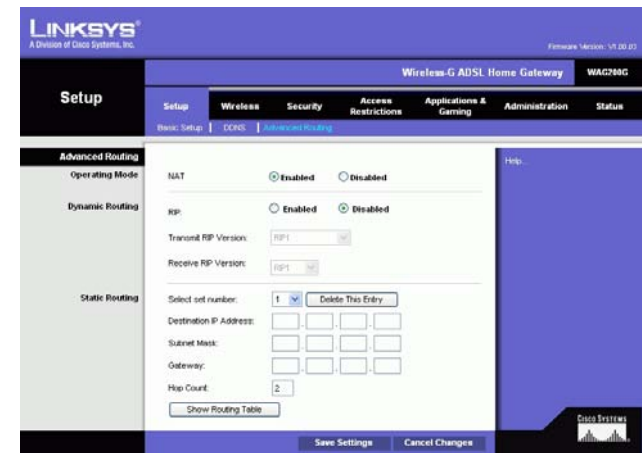 LINKSYS®
A Division of Cisco Systems, Inc.
Firmware Version: V1.00.03
Wireless-G ADSL Home Gateway WAG200G
Setup
Setup Wireless Security Access Restrictions Applications & Gaming Administration Status
Basic Setup | DDNS | Advanced Routing
Advanced Routing
Help...
Operating Mode NAT Enabled Disabled
Dynamic Routing RIP: Enabled Disabled
Transmit RIP Version: RIP1
Receive RIP Version: RIP1
Static Routing Select set number: 1 Delete This Entry
Destination IP Address:
Subnet Mask:
Gateway:
Hop Count: 2
Show Routing Table
Save Settings Cancel Changes
CISCO SYSTEMS